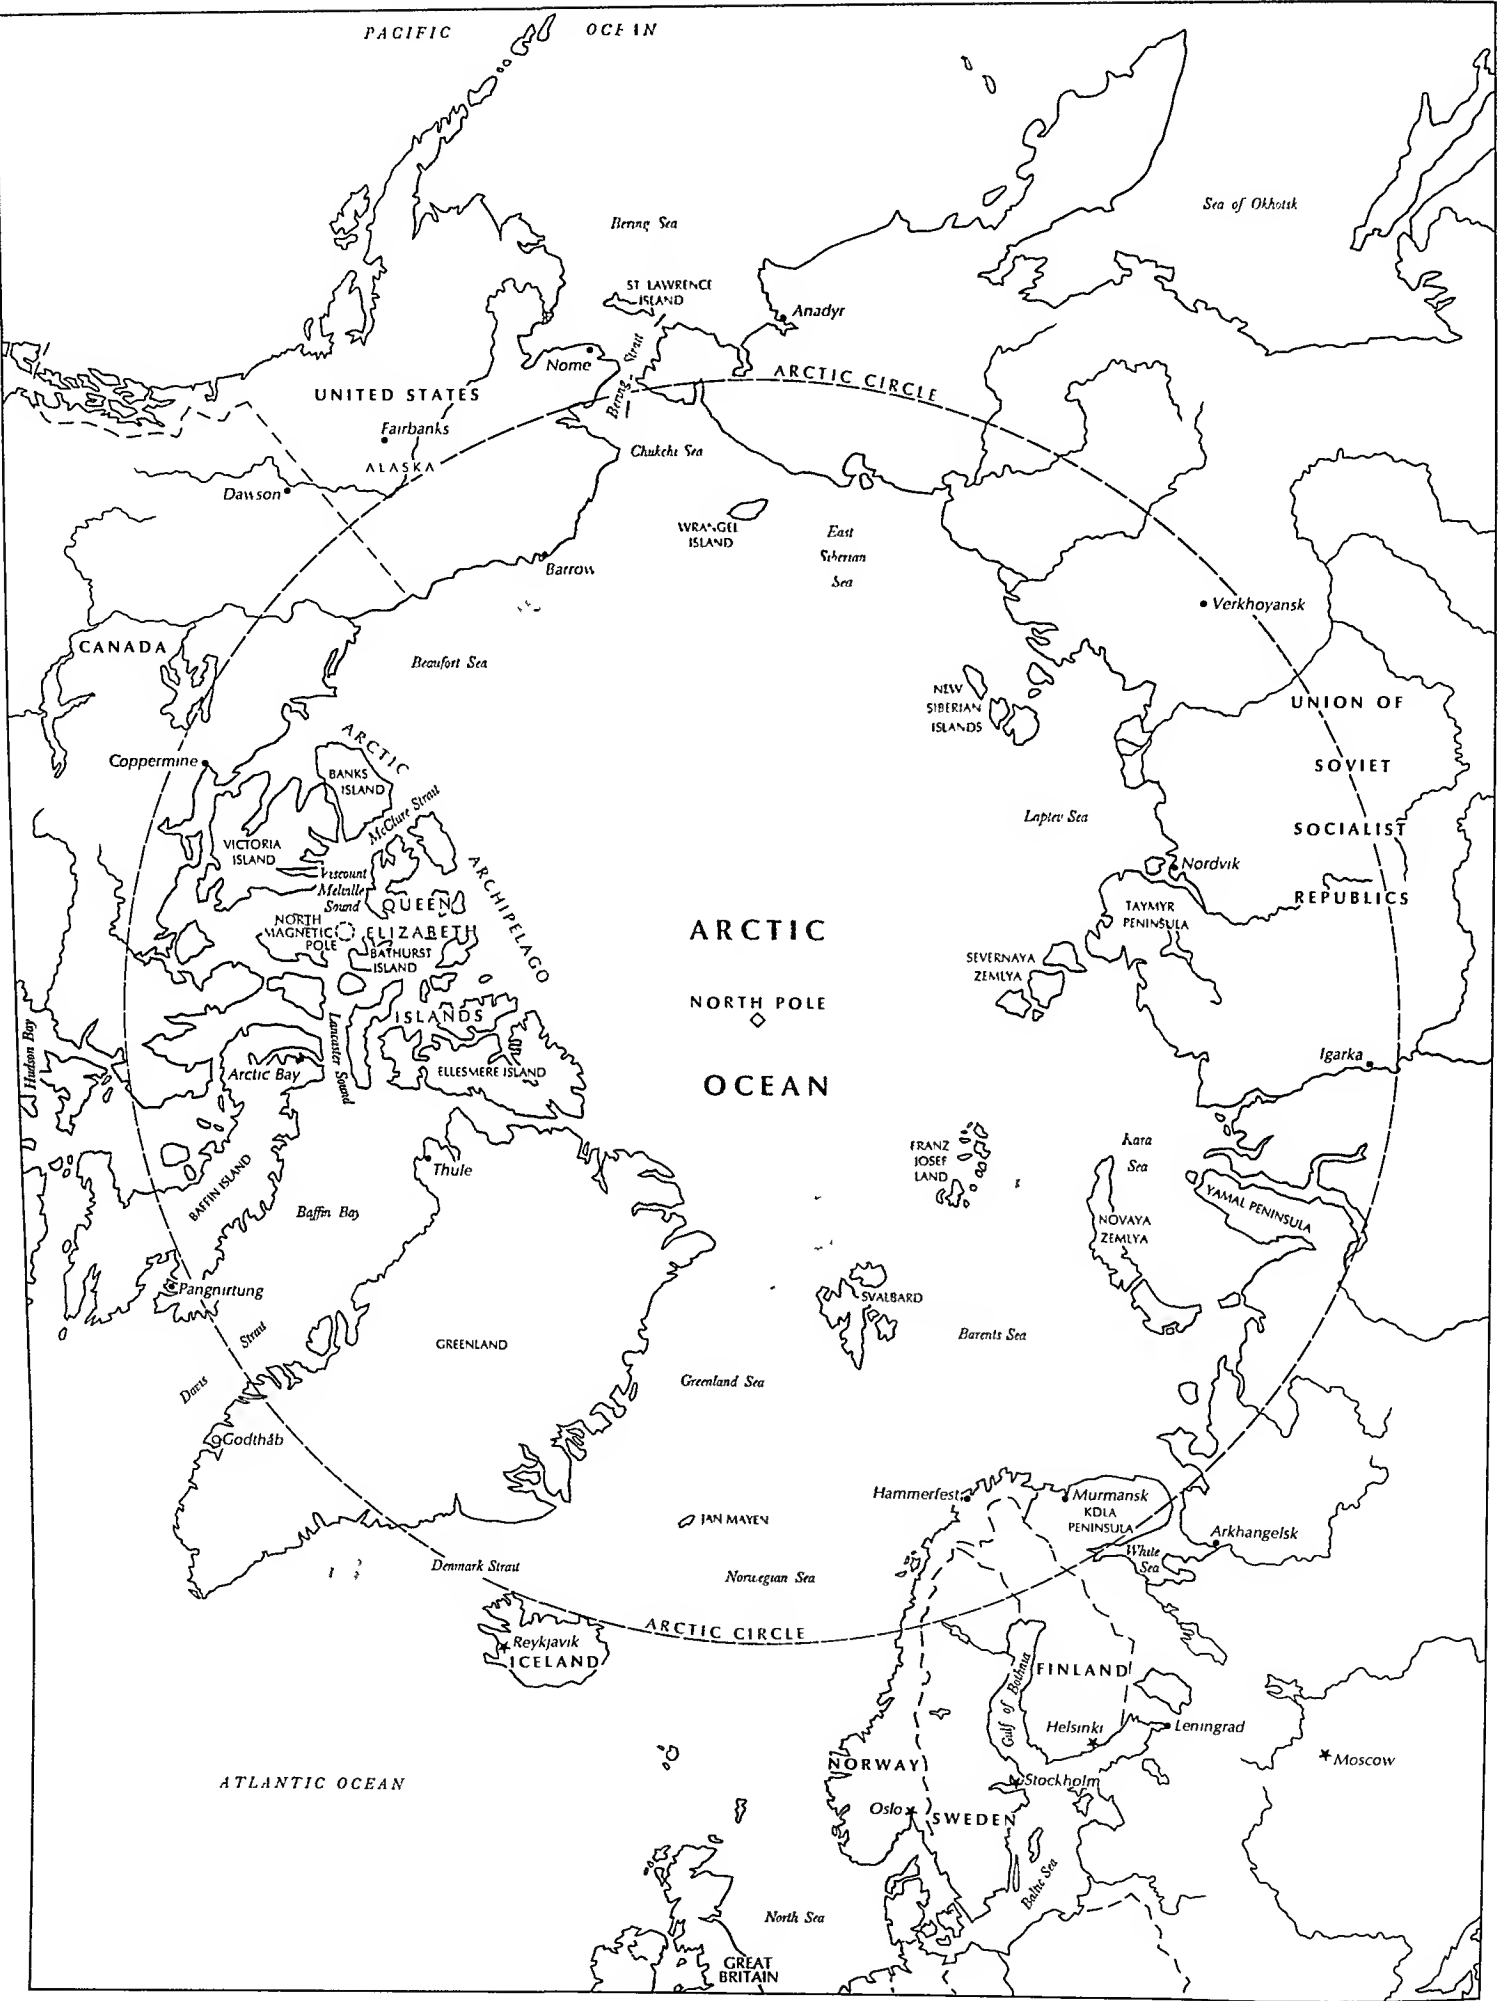 PACIFIC OCEAN
Sea of Okhotsk
Bering Sea
ST LAWRENCE
ISLAND
Anadyr
Bering Strait
Nome
ARCTIC CIRCLE
UNITED STATES
Fairbanks
ALASKA
Chukchi Sea
Dawson
WRANGEL
ISLAND
East
Siberian
Sea
Barrow
Verkhoyansk
CANADA
Beaufort Sea
NEW
SIBERIAN
ISLANDS
UNION OF
SOVIET
SOCIALIST
REPUBLICS
Coppermine
ARCTIC
ARCHIPELAGO
BANKS
ISLAND
McClure Strait
Laptev Sea
VICTORIA
ISLAND
Viscount
Melville
Sound
Nordvik
QUEEN
ELIZABETH
ISLANDS
TAYMYR
PENINSULA
NORTH
MAGNETIC
POLE
BATHURST
ISLAND
ARCTIC
OCEAN
NORTH POLE
SEVERNAYA
ZEMLYA
Hudson Bay
Lancaster Sound
Arctic Bay
ELLESMERE ISLAND
Igarka
Thule
FRANZ
JOSEF
LAND
Kara
Sea
BAFFIN ISLAND
Baffin Bay
YAMAL PENINSULA
NOVAYA
ZEMLYA
Pangnirtung
SVALBARD
Davis Strait
GREENLAND
Barents Sea
Greenland Sea
Godthåb
Hammerfest
Murmansk
KOLA
PENINSULA
JAN MAYEN
Arkhangelsk
White
Sea
Denmark Strait
Norwegian Sea
ARCTIC CIRCLE
Reykjavik
ICELAND
FINLAND
Gulf of Bothnia
Helsinki
Leningrad
NORWAY
Moscow
ATLANTIC OCEAN
Stockholm
Oslo
SWEDEN
Baltic Sea
North Sea
GREAT
BRITAIN